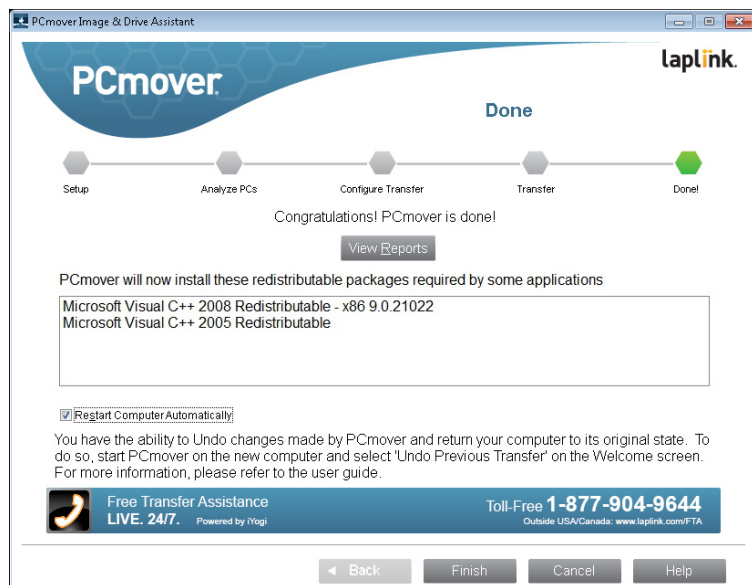 PCmover Image & Drive Assistant
laplink.
PCmover.
Done
Setup Analyze PCs Configure Transfer Transfer Done!
Congratulations! PCmover is done!
View Reports
PCmover will now install these redistributable packages required by some applications
Microsoft Visual C++ 2008 Redistributable - x86 9.0.21022
Microsoft Visual C++ 2005 Redistributable
Restart Computer Automatically
You have the ability to Undo changes made by PCmover and return your computer to its original state. To
do so, start PCmover on the new computer and select 'Undo Previous Transfer' on the Welcome screen.
For more information, please refer to the user guide.
Free Transfer Assistance Toll-Free 1-877-904-9644
LIVE. 24/7. Powered by iYogi Outside USA/Canada: www.laplink.com/FTA
Back Finish Cancel Help